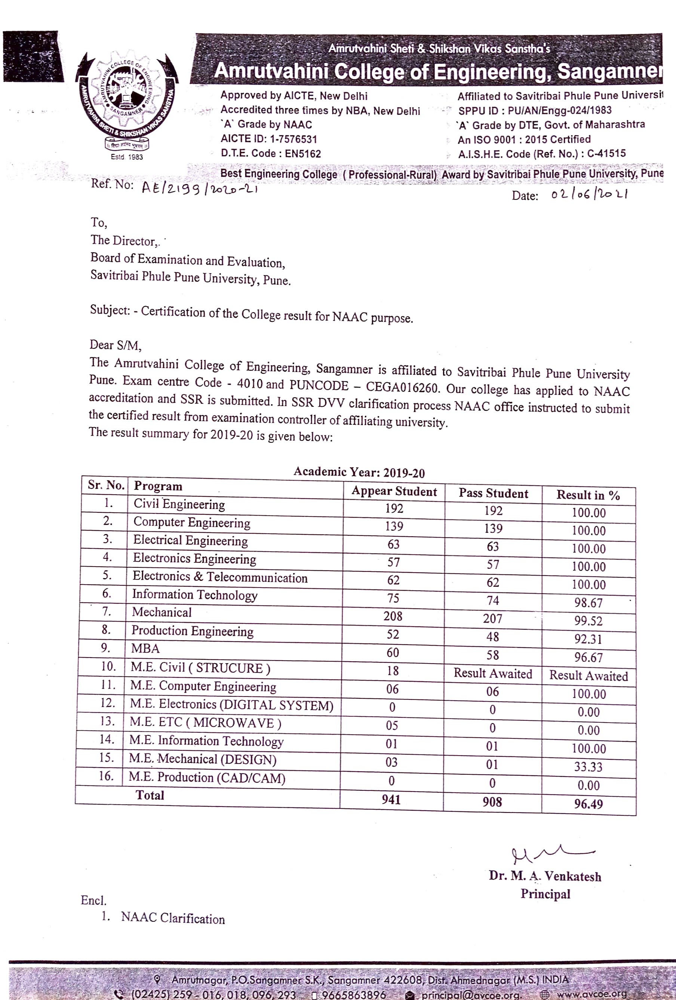 Amrutvahini Sheti & Shikshan Vikas Sanstha's
Amrutvahini College of Engineering, Sangamner
AMRUTVAHINI COLLEGE OF ENGINEERING
SANGAMNER
AMRUTVAHINI SHETI & SHIKSHAN VIKAS SANSTHA
Estd. 1983
Approved by AICTE, New Delhi
Accredited three times by NBA, New Delhi
`A` Grade by NAAC
AICTE ID: 1-7576531
D.T.E. Code : EN5162
Affiliated to Savitribai Phule Pune Universit
SPPU ID : PU/AN/Engg-024/1983
`A` Grade by DTE, Govt. of Maharashtra
An ISO 9001 : 2015 Certified
A.I.S.H.E. Code (Ref. No.) : C-41515
Best Engineering College ( Professional-Rural) Award by Savitribai Phule Pune University, Pune
Ref. No: AE/2199/2020-21
Date: 02/06/2021
To,
The Director,.
Board of Examination and Evaluation,
Savitribai Phule Pune University, Pune.
Subject: - Certification of the College result for NAAC purpose.
Dear S/M,
The Amrutvahini College of Engineering, Sangamner is affiliated to Savitribai Phule Pune University
Pune. Exam centre Code - 4010 and PUNCODE – CEGA016260. Our college has applied to NAAC
accreditation and SSR is submitted. In SSR DVV clarification process NAAC office instructed to submit
the certified result from examination controller of affiliating university.
The result summary for 2019-20 is given below:
Academic Year: 2019-20
Sr. No. Program Appear Student Pass Student Result in %
1. Civil Engineering 192 192 100.00
2. Computer Engineering 139 139 100.00
3. Electrical Engineering 63 63 100.00
4. Electronics Engineering 57 57 100.00
5. Electronics & Telecommunication 62 62 100.00
6. Information Technology 75 74 98.67
7. Mechanical 208 207 99.52
8. Production Engineering 52 48 92.31
9. MBA 60 58 96.67
10. M.E. Civil ( STRUCURE ) 18 Result Awaited Result Awaited
11. M.E. Computer Engineering 06 06 100.00
12. M.E. Electronics (DIGITAL SYSTEM) 0 0 0.00
13. M.E. ETC ( MICROWAVE ) 05 0 0.00
14. M.E. Information Technology 01 01 100.00
15. M.E. Mechanical (DESIGN) 03 01 33.33
16. M.E. Production (CAD/CAM) 0 0 0.00
Total 941 908 96.49
Dr. M. A. Venkatesh
Principal
Encl.
1. NAAC Clarification
Amrutnagar, P.O.Sangamner S.K., Sangamner 422608, Dist. Ahmednagar (M.S.) INDIA
(02425) 259 - 016, 018, 096, 293 9665863896 principal@avcoe.org. www.avcoe.org